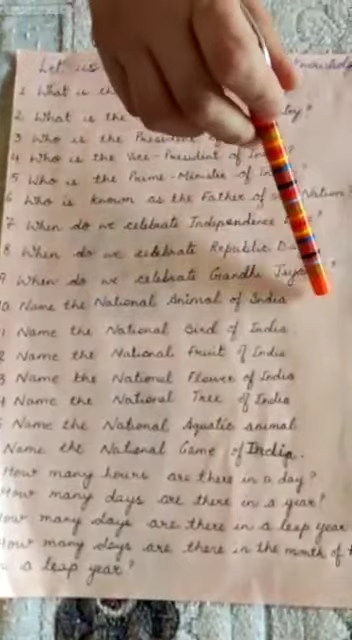 Let us
1 What is
2 What is the
3 Who is the President of
4 Who is the Vice-President of
5 Who is the Prime-Minister of
6 Who is known as the Father of Nation?
7 When do we celebrate Independence
8 When do we celebrate Republic
9 When do we celebrate Gandhi
Name the National Animal of India
Name the National Bird of India
Name the National Fruit of India
Name the National Flower of India
Name the National Tree of India
Name the National Aquatic animal
Name the National Game of India.
How many hours are there in a day?
How many days are there in a year?
many days are there in a leap year
How many days are there in the month of
a leap year?